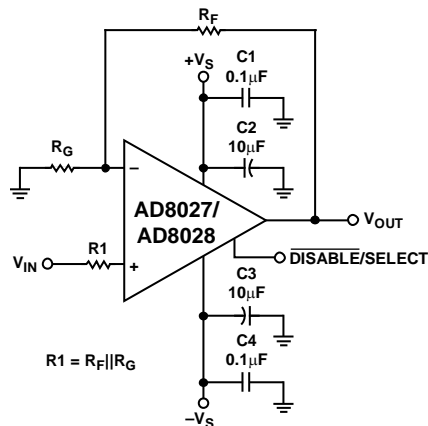 RF
+VS
C1
0.1µF
C2
10µF
RG
−
AD8027/
AD8028
VOUT
DISABLE/SELECT
VIN
R1
+
C3
10µF
C4
0.1µF
R1 = RF||RG
−VS